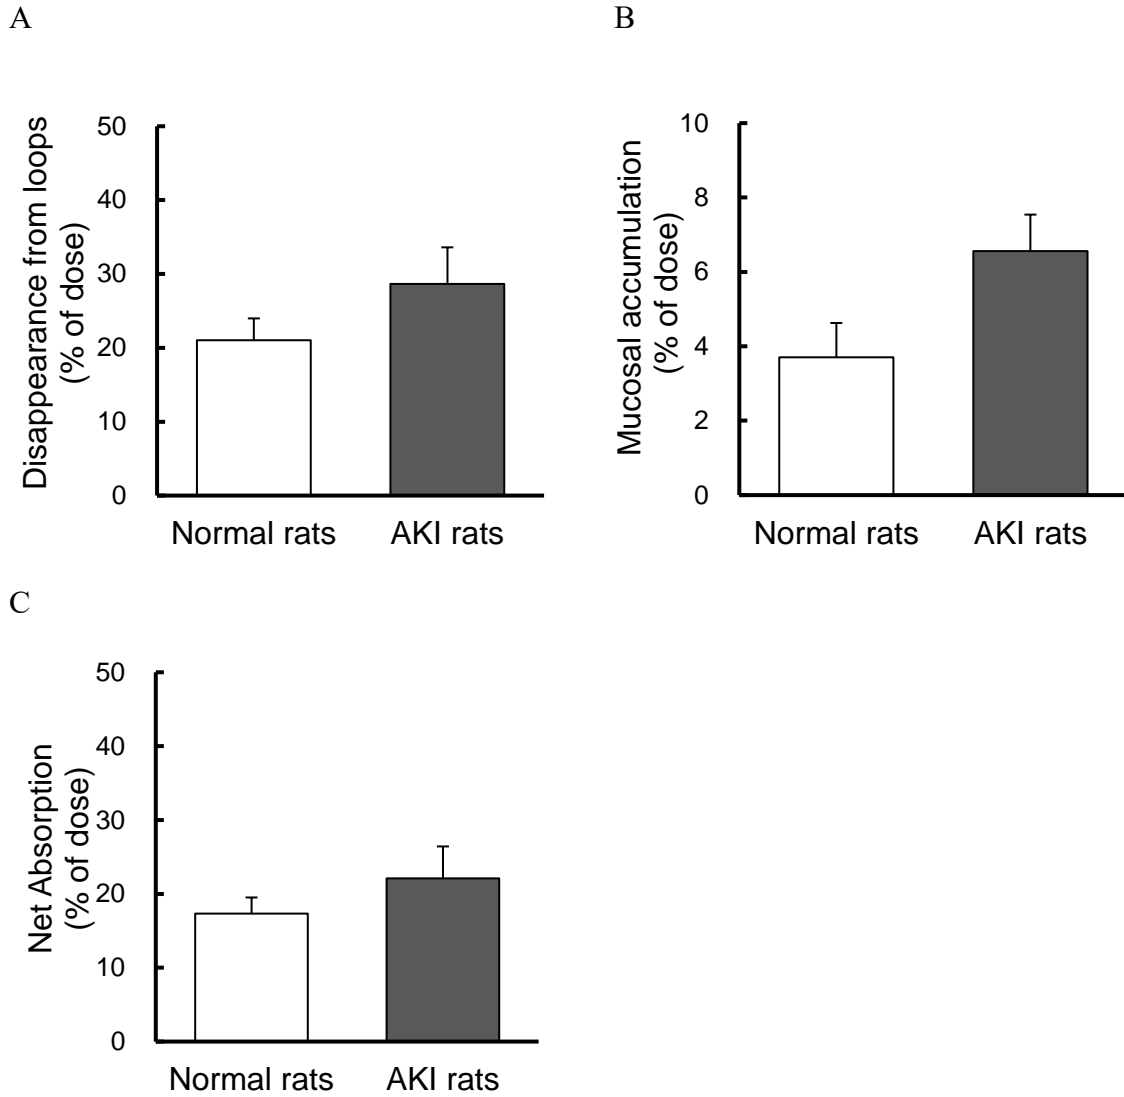 A
Disappearance from loops
(% of dose)
50
40
30
20
10
0
Normal rats
AKI rats
B
Mucosal accumulation
(% of dose)
10
8
6
4
2
0
Normal rats
AKI rats
C
Net Absorption
(% of dose)
50
40
30
20
10
0
Normal rats
AKI rats